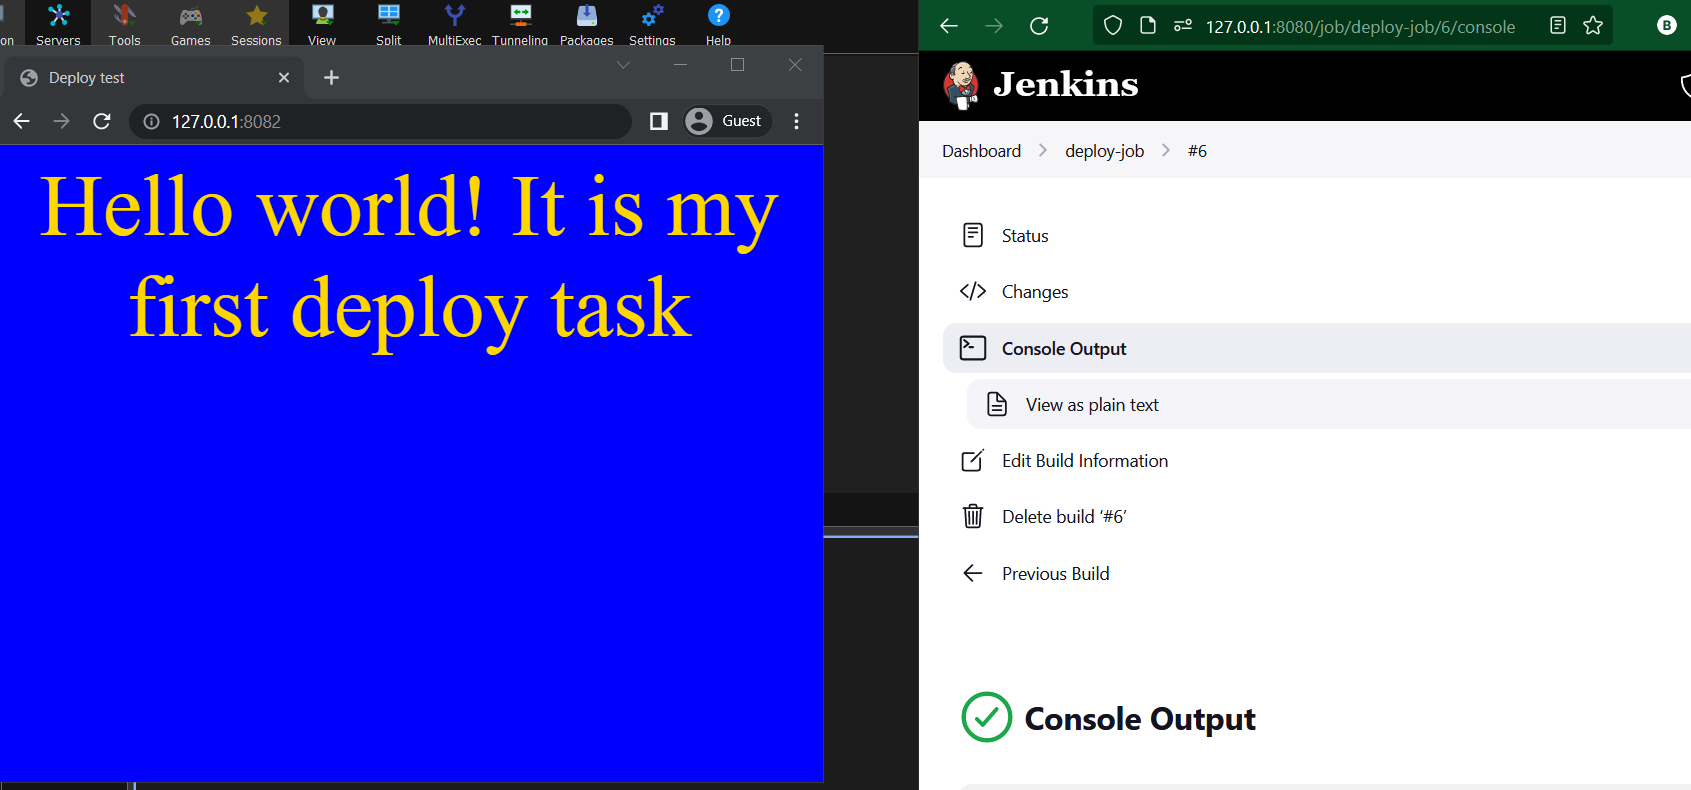 on
Servers
Tools
Games
Sessions
View
Split
MultiExec
Tunneling
Packages
Settings
Help
Deploy test
127.0.0.1:8082
Guest
Hello world! It is my
first deploy task
127.0.0.1:8080/job/deploy-job/6/console
B
Jenkins
Dashboard
deploy-job
#6
Status
Changes
Console Output
View as plain text
Edit Build Information
Delete build ‘#6’
Previous Build
Console Output